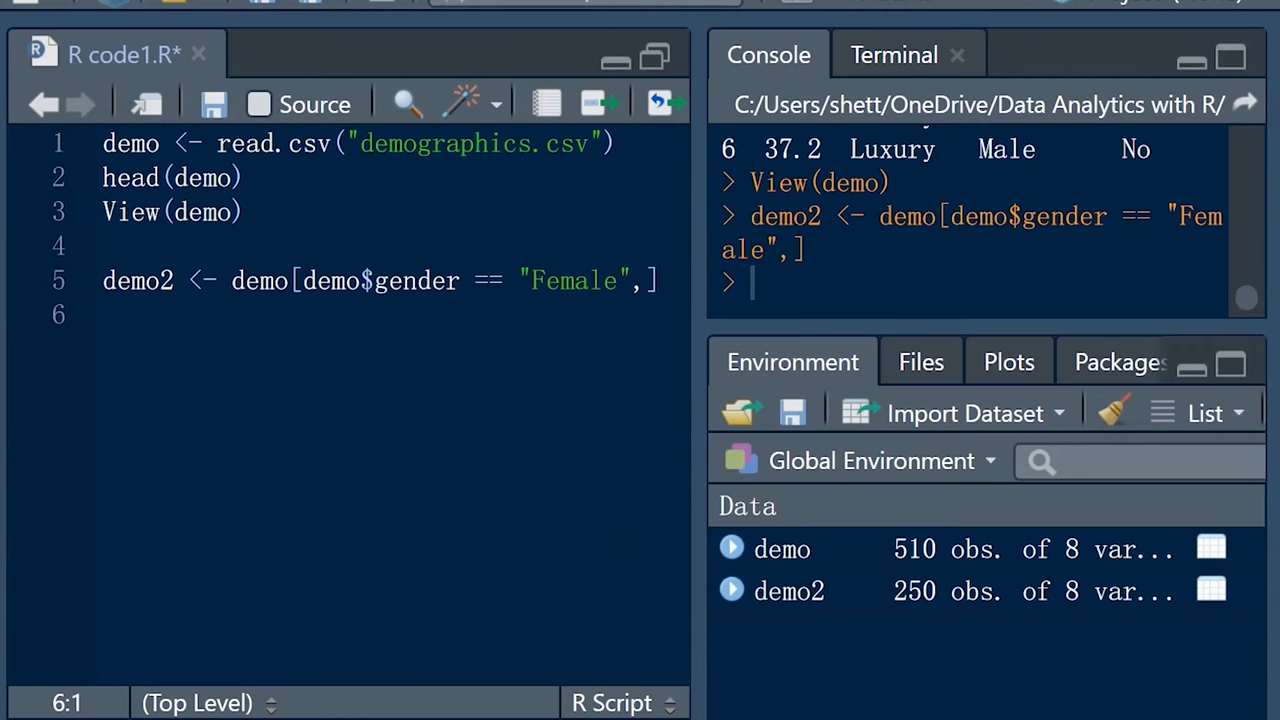 R code1.R*
Source
1 demo <- read.csv("demographics.csv")
2 head(demo)
3 View(demo)
4
5 demo2 <- demo[demo$gender == "Female",]
6
6:1 (Top Level) R Script
Console Terminal
C:/Users/shett/OneDrive/Data Analytics with R/
6 37.2 Luxury Male No
> View(demo)
> demo2 <- demo[demo$gender == "Fem
ale",]
>
Environment Files Plots Packages
Import Dataset List
Global Environment
Data
demo 510 obs. of 8 var...
demo2 250 obs. of 8 var...